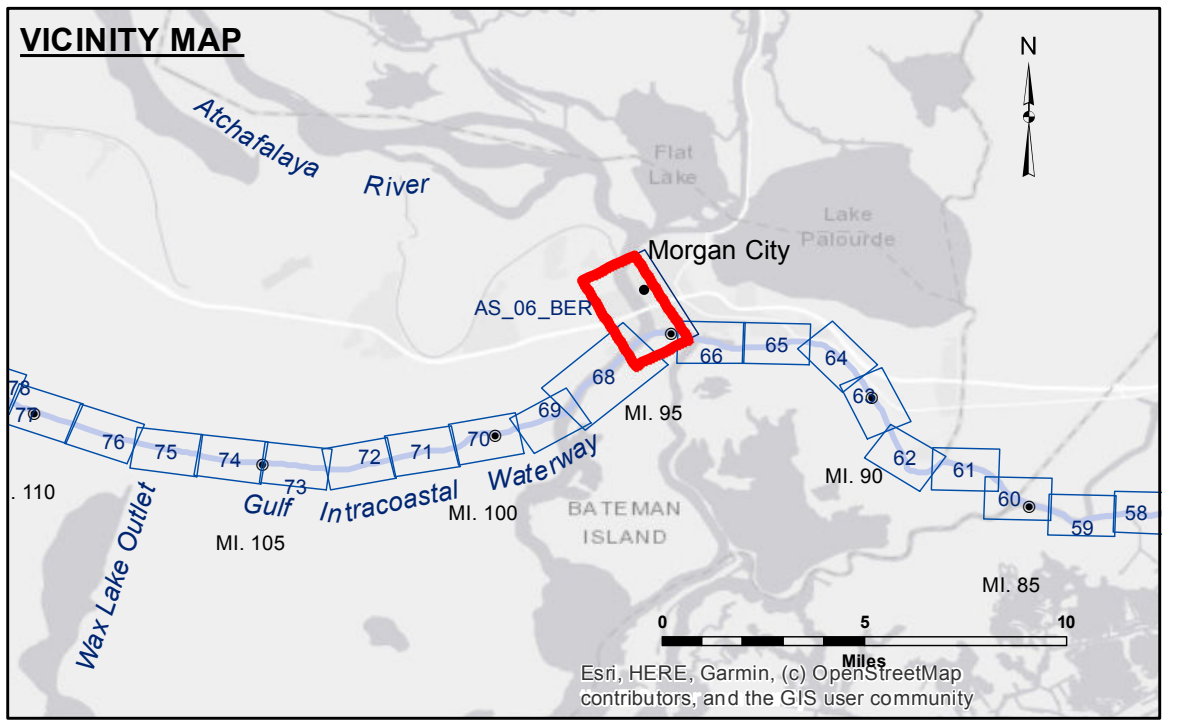 VICINITY MAP
N
Atchafalaya
River
Flat
Lake
Lake
Palourde
Morgan City
AS_06_BER
66
65
64
63
62
61
60
59
58
68
69
70
71
72
73
74
75
76
77
78
MI. 95
MI. 90
MI. 85
MI. 100
MI. 105
. 110
Gulf Intracoastal Waterway
Wax Lake Outlet
BATEMAN
ISLAND
0 5 10
Miles
Esri, HERE, Garmin, (c) OpenStreetMap
contributors, and the GIS user community